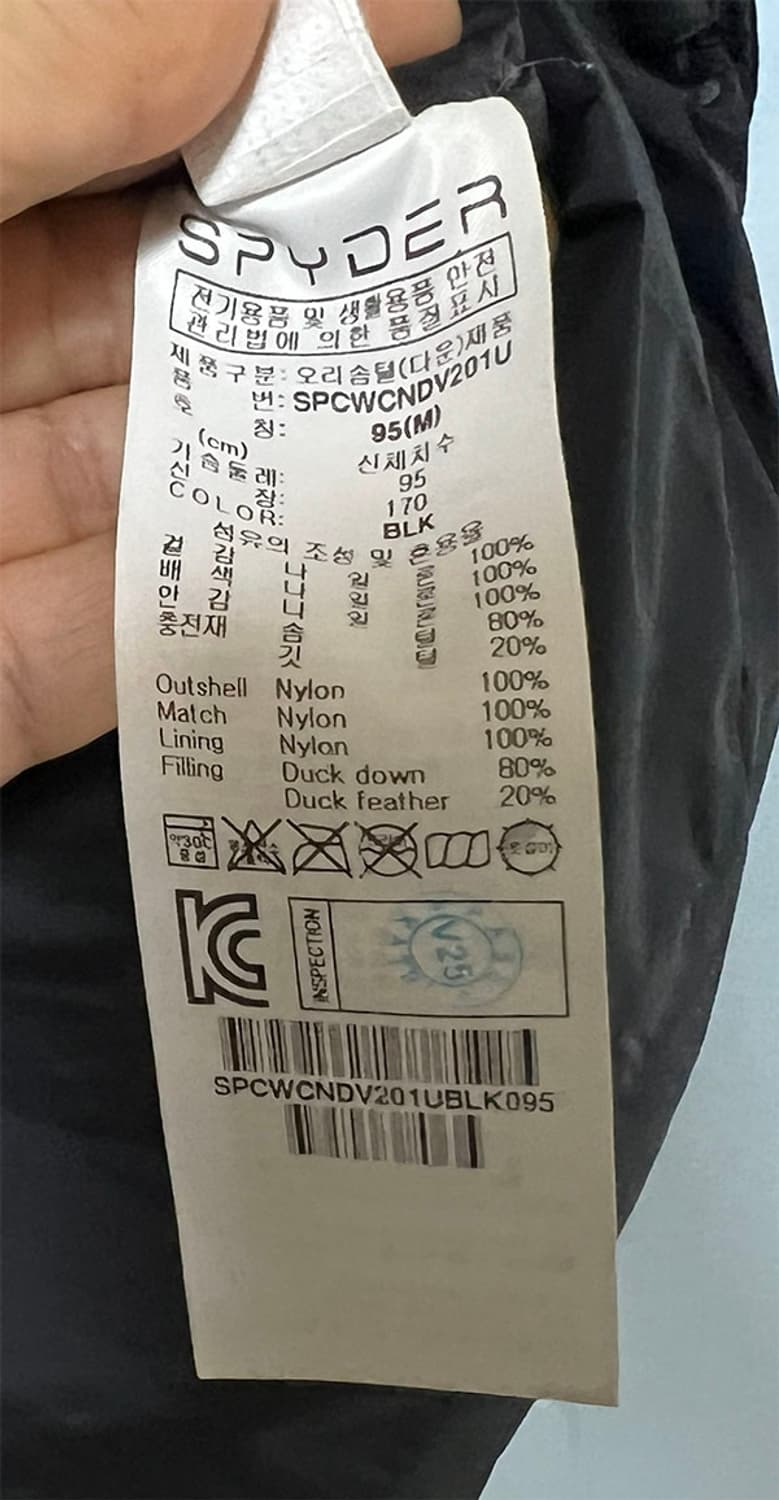 SPYDER
전기용품 및 생활용품 안전
관리법에 의한 품질표시
제품구분: 오리솜털(다운)제품
품 번: SPCWCNDV201U
호 칭: 95(M)
(cm) 신체치수
가슴둘레: 95
신 장: 170
COLOR: BLK
섬유의 조성 및 혼용율
겉 감 나 일 론 100%
배 색 나 일 론 100%
안 감 나 일 론 100%
충전재 솜 털 80%
깃 털 20%
Outshell Nylon 100%
Match Nylon 100%
Lining Nylon 100%
Filling Duck down 80%
Duck feather 20%
약30℃ 중성
INSPECTION V25
SPCWCNDV201UBLK095